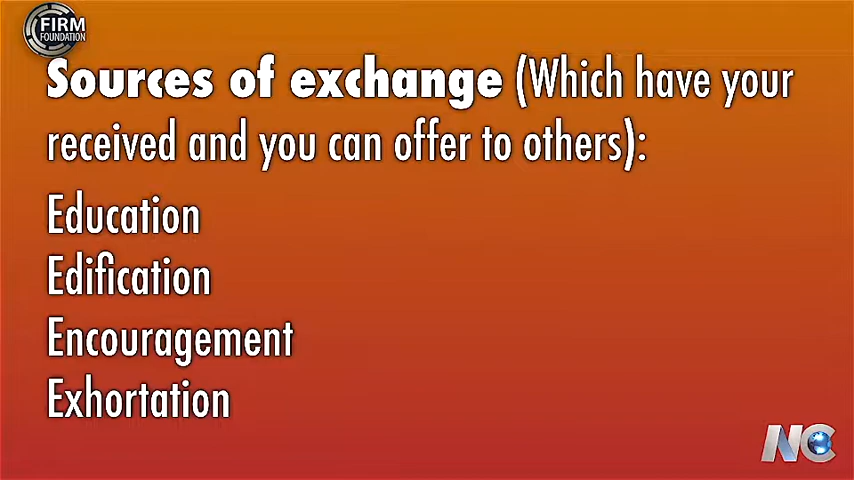 FIRM
FOUNDATION
Sources of exchange (Which have your
received and you can offer to others):
Education
Edification
Encouragement
Exhortation
NC